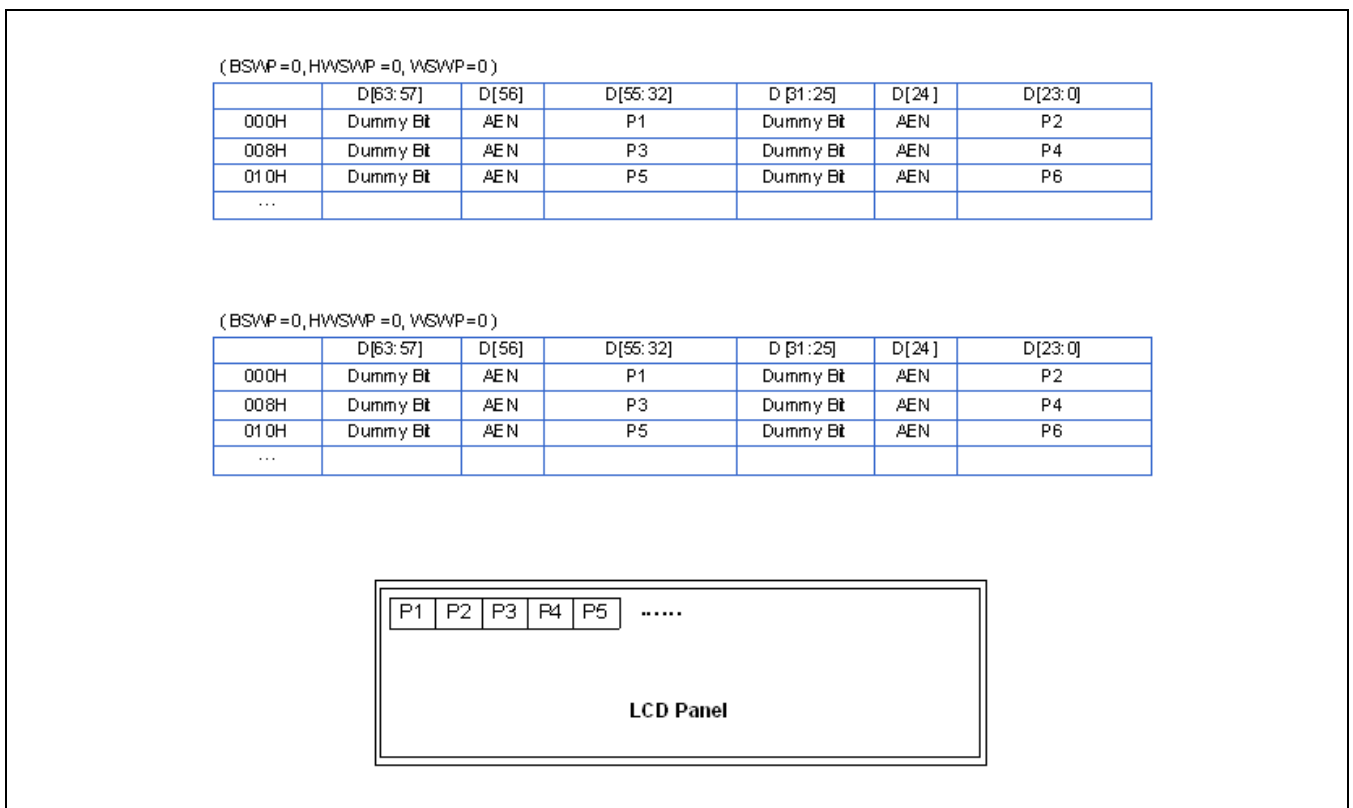 ( BSWP = 0, HWSWP = 0, WSWP = 0 )
D[63:57] D[56] D[55:32] D[31:25] D[24] D[23:0]
000H Dummy Bit AEN P1 Dummy Bit AEN P2
008H Dummy Bit AEN P3 Dummy Bit AEN P4
010H Dummy Bit AEN P5 Dummy Bit AEN P6
...
( BSWP = 0, HWSWP = 0, WSWP = 0 )
D[63:57] D[56] D[55:32] D[31:25] D[24] D[23:0]
000H Dummy Bit AEN P1 Dummy Bit AEN P2
008H Dummy Bit AEN P3 Dummy Bit AEN P4
010H Dummy Bit AEN P5 Dummy Bit AEN P6
...
P1 P2 P3 P4 P5 ......
LCD Panel